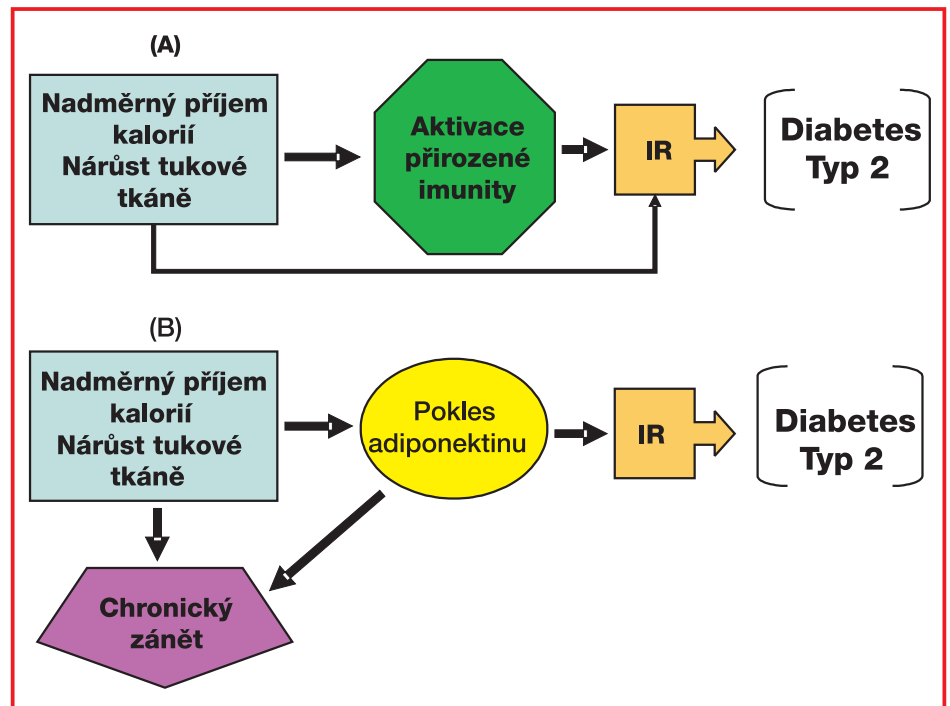 (A)
Nadměrný příjem
kalorií
Nárůst tukové
tkáně
Aktivace
přirozené
imunity
IR
Diabetes
Typ 2
(B)
Nadměrný příjem
kalorií
Nárůst tukové
tkáně
Pokles
adiponektinu
IR
Diabetes
Typ 2
Chronický
zánět